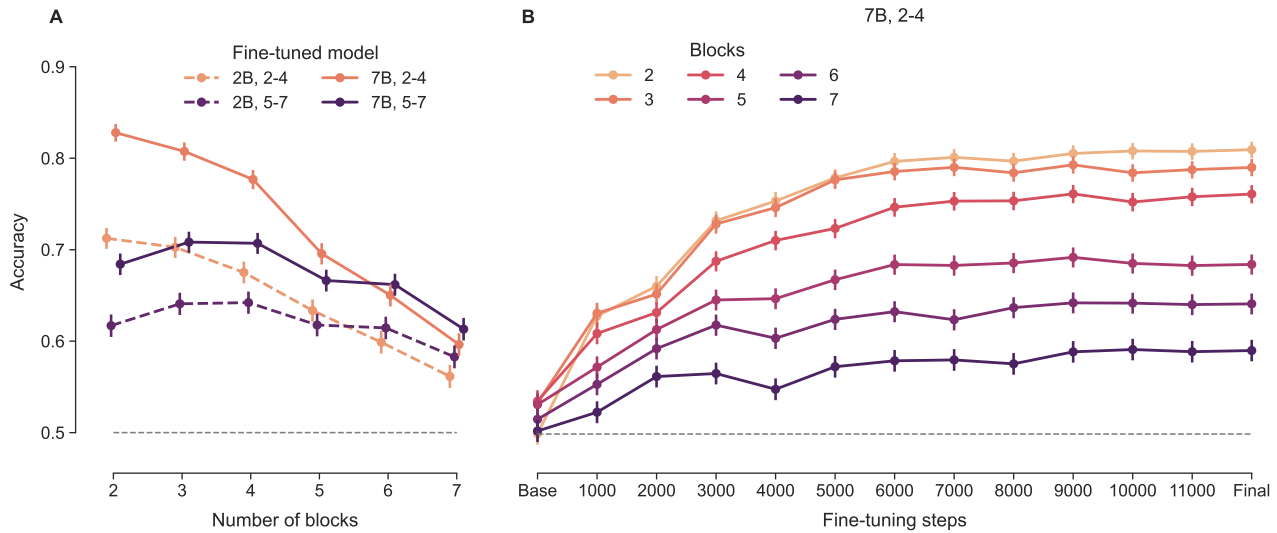 A
Fine-tuned model
2B, 2-4
7B, 2-4
2B, 5-7
7B, 5-7
Accuracy
0.9
0.8
0.7
0.6
0.5
2 3 4 5 6 7
Number of blocks
B
7B, 2-4
Blocks
2 4 6
3 5 7
Base 1000 2000 3000 4000 5000 6000 7000 8000 9000 10000 11000 Final
Fine-tuning steps